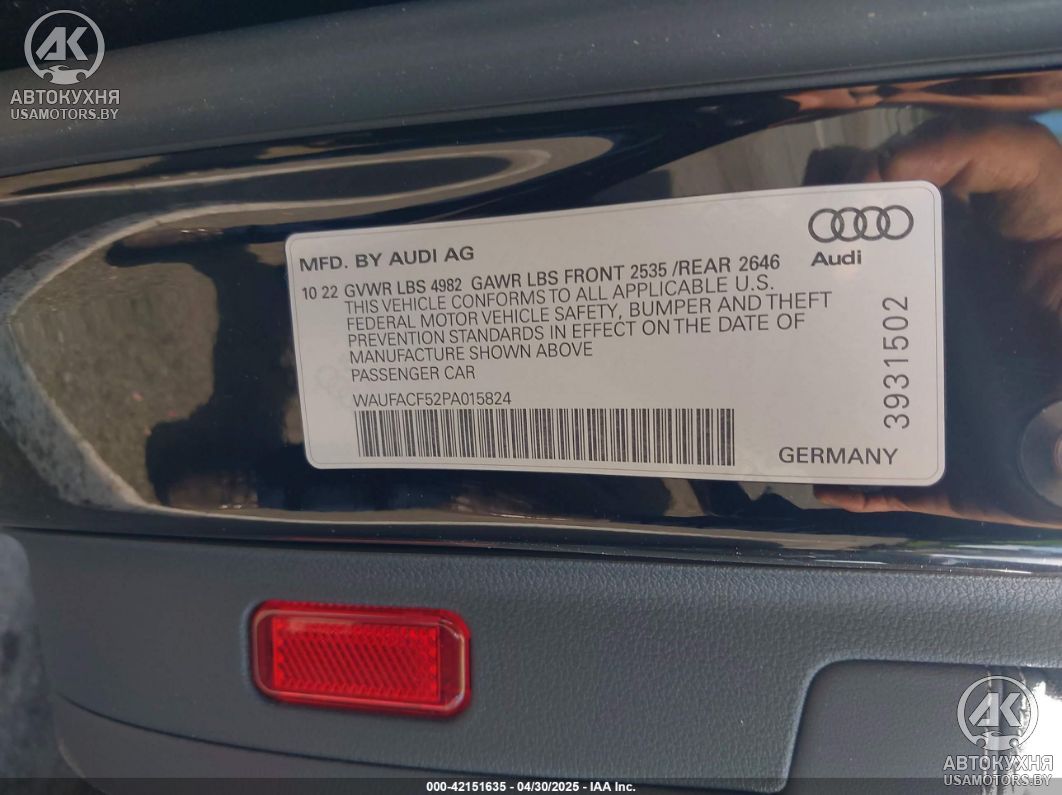 AK
АВТОКУХНЯ
USAMOTORS.BY
Audi
MFD. BY AUDI AG
10 22 GVWR LBS 4982 GAWR LBS FRONT 2535 /REAR 2646
THIS VEHICLE CONFORMS TO ALL APPLICABLE U.S.
FEDERAL MOTOR VEHICLE SAFETY, BUMPER AND THEFT
PREVENTION STANDARDS IN EFFECT ON THE DATE OF
MANUFACTURE SHOWN ABOVE
PASSENGER CAR
WAUFACF52PA015824
3931502
GERMANY
AK
АВТОКУХНЯ
USAMOTORS.BY
000-42151635 - 04/30/2025 - IAA Inc.